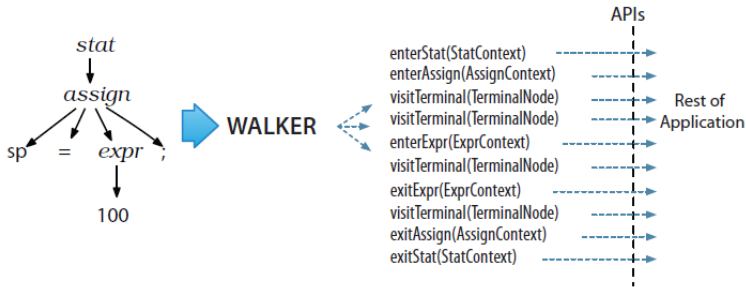 APIs
stat
assign
sp = expr ;
100
WALKER
enterStat(StatContext)
enterAssign(AssignContext)
visitTerminal(TerminalNode)
visitTerminal(TerminalNode)
enterExpr(ExprContext)
visitTerminal(TerminalNode)
exitExpr(ExprContext)
visitTerminal(TerminalNode)
exitAssign(AssignContext)
exitStat(StatContext)
Rest of
Application